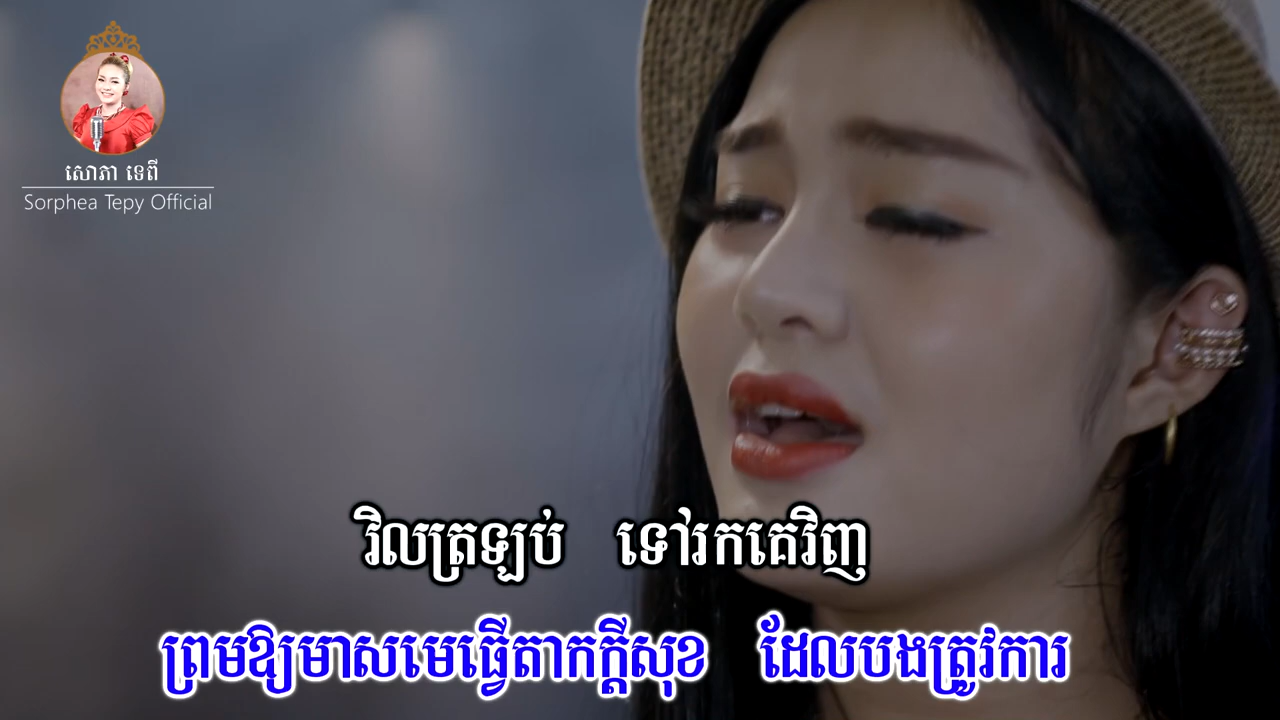 សោភា ទេពី
Sorphea Tepy Official
វិលត្រឡប់ ទៅរកគេវិញ
ព្រមឱ្យមាសមេធ្វើតាកក្ដីសុខ ដែលបងត្រូវការ